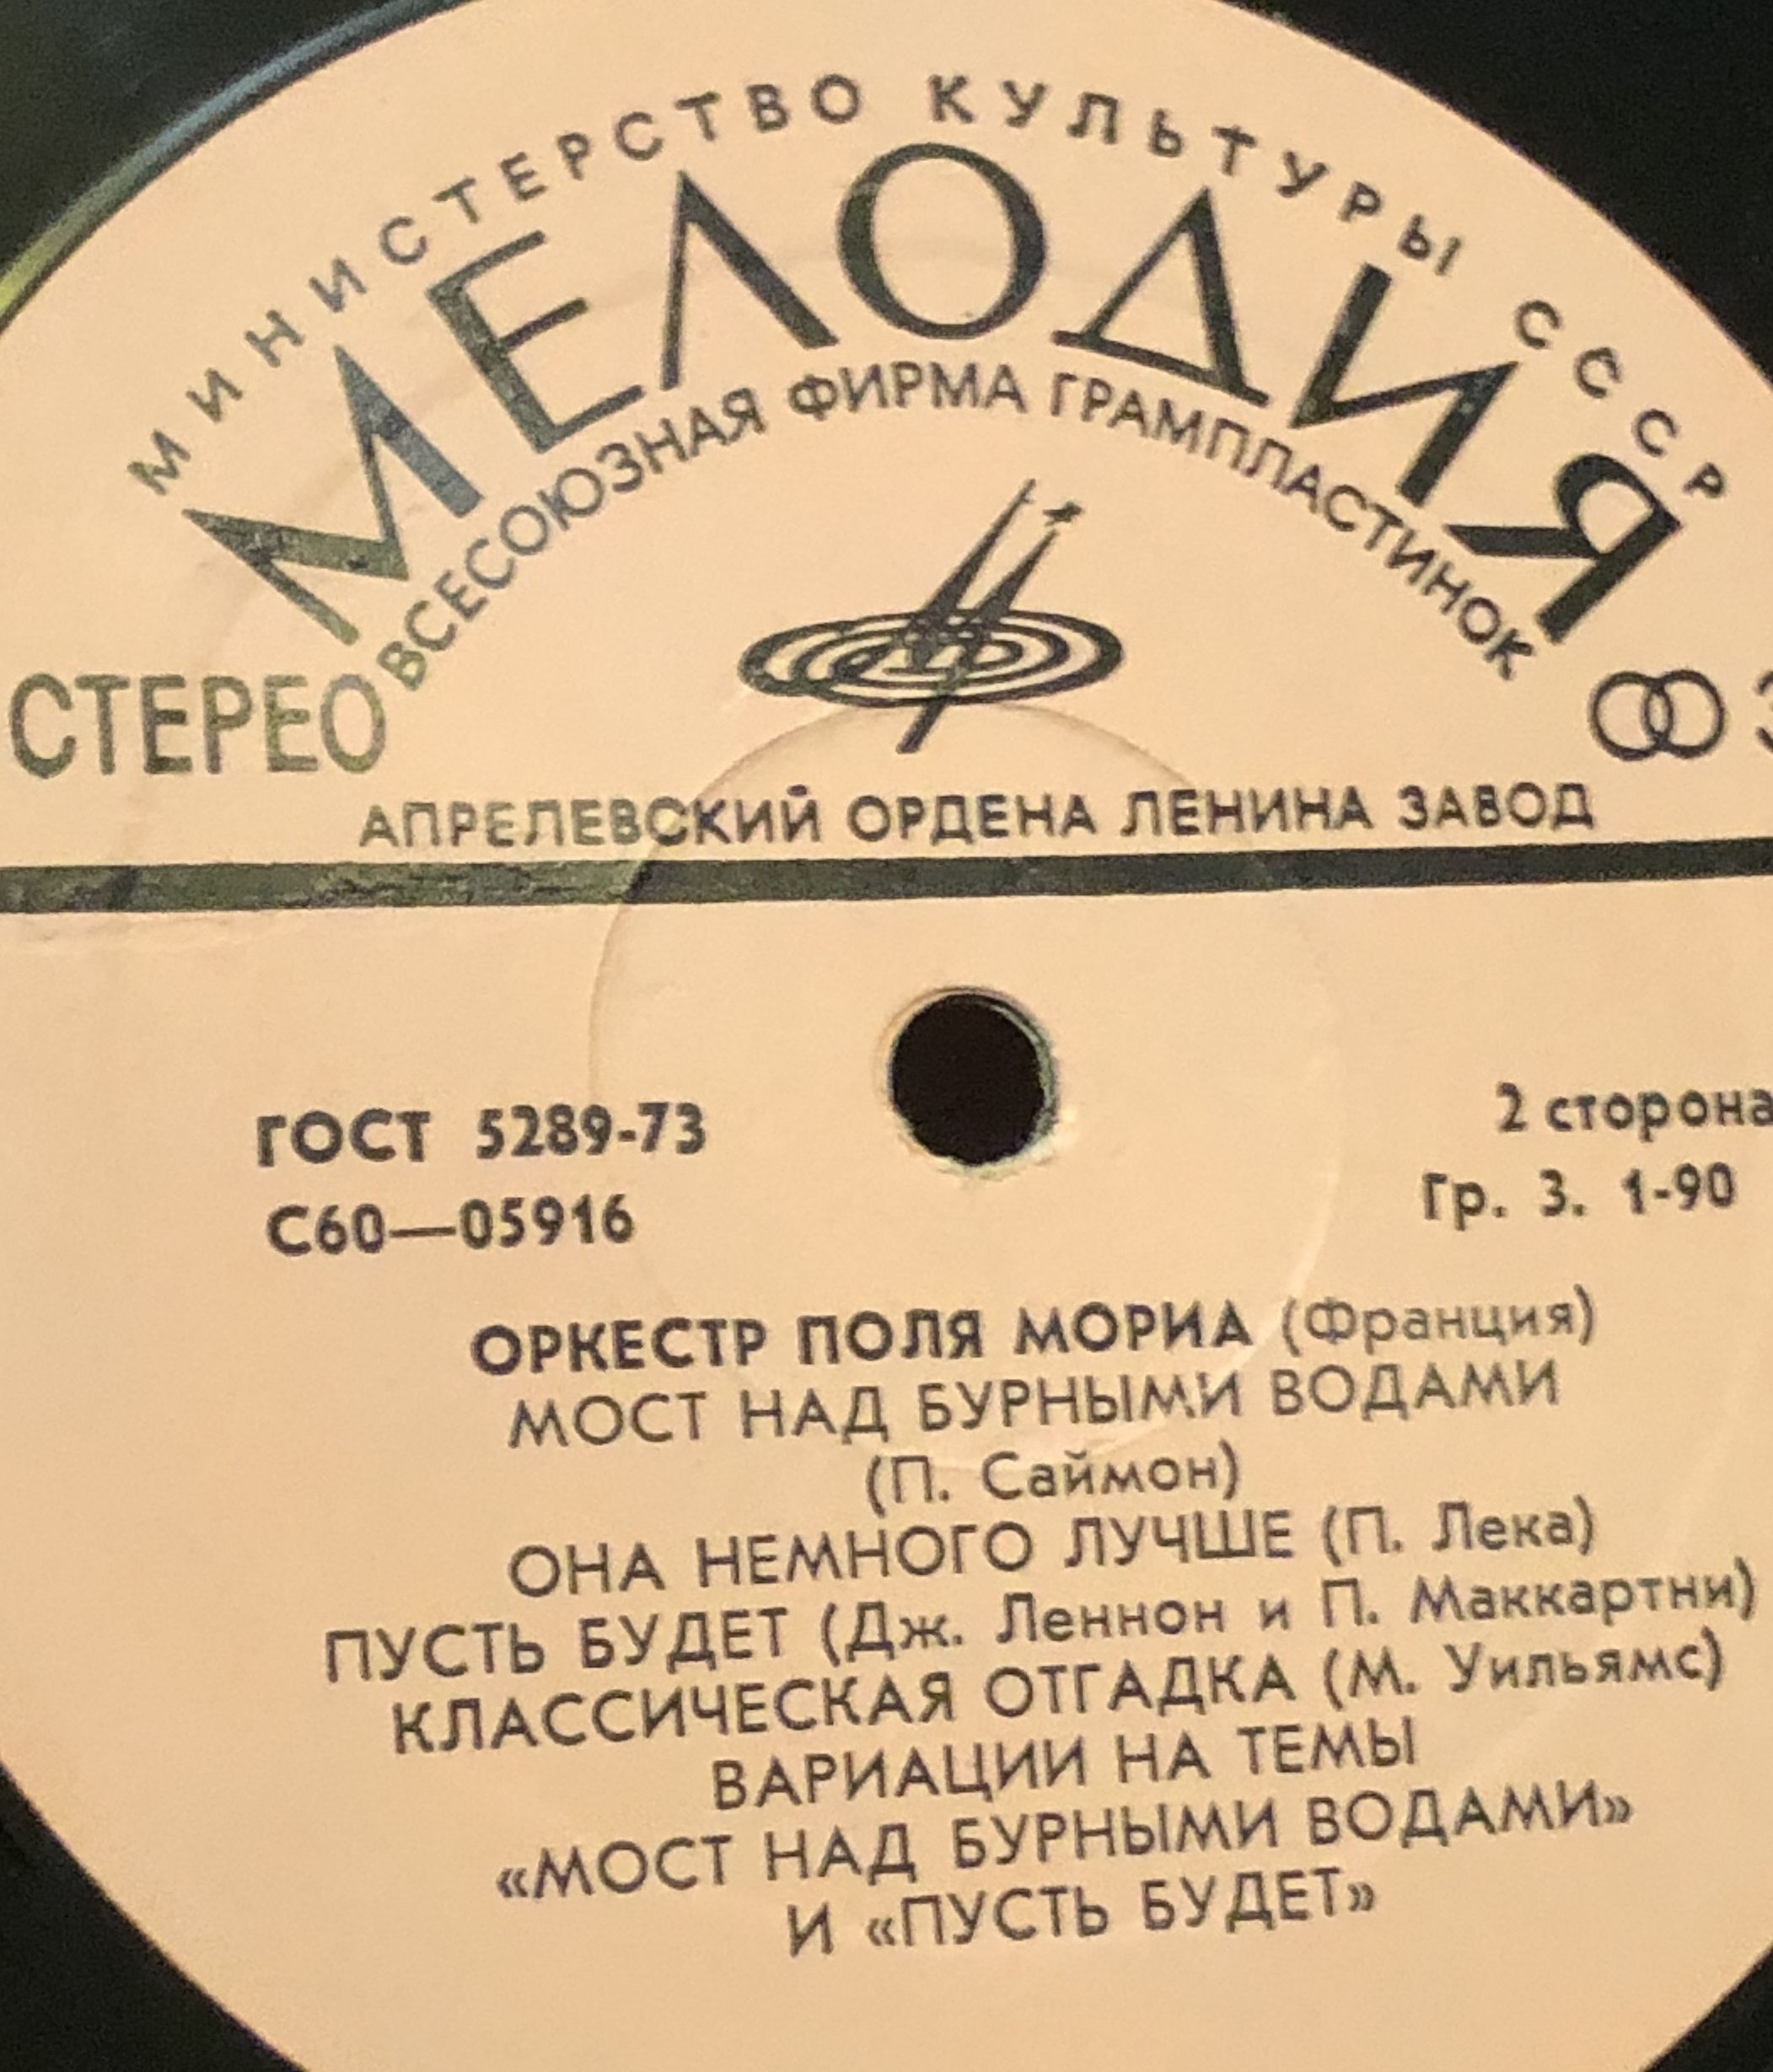 МИНИСТЕРСТВО КУЛЬТУРЫ СССР
МЕЛОДИЯ
ВСЕСОЮЗНАЯ ФИРМА ГРАМПЛАСТИНОК
СТЕРЕО
АПРЕЛЕВСКИЙ ОРДЕНА ЛЕНИНА ЗАВОД
ГОСТ 5289-73
2 сторона
С60—05916
Гр. 3. 1-90
ОРКЕСТР ПОЛЯ МОРИА (Франция)
МОСТ НАД БУРНЫМИ ВОДАМИ
(П. Саймон)
ОНА НЕМНОГО ЛУЧШЕ (П. Лека)
ПУСТЬ БУДЕТ (Дж. Леннон и П. Маккартни)
КЛАССИЧЕСКАЯ ОТГАДКА (М. Уильямс)
ВАРИАЦИИ НА ТЕМЫ
«МОСТ НАД БУРНЫМИ ВОДАМИ»
И «ПУСТЬ БУДЕТ»